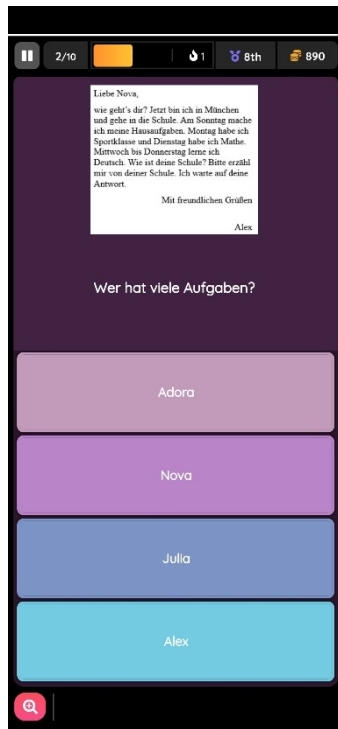 2/10
1
8th
890
Liebe Nova,
wie geht's dir? Jetzt bin ich in München
und gehe in die Schule. Am Sonntag mache
ich meine Hausaufgaben. Montag habe ich
Sportklasse und Dienstag habe ich Mathe.
Mittwoch bis Donnerstag lerne ich
Deutsch. Wie ist deine Schule? Bitte erzähl
mir von deiner Schule. Ich warte auf deine
Antwort.
Mit freundlichen Grüßen
Alex
Wer hat viele Aufgaben?
Adora
Nova
Julia
Alex